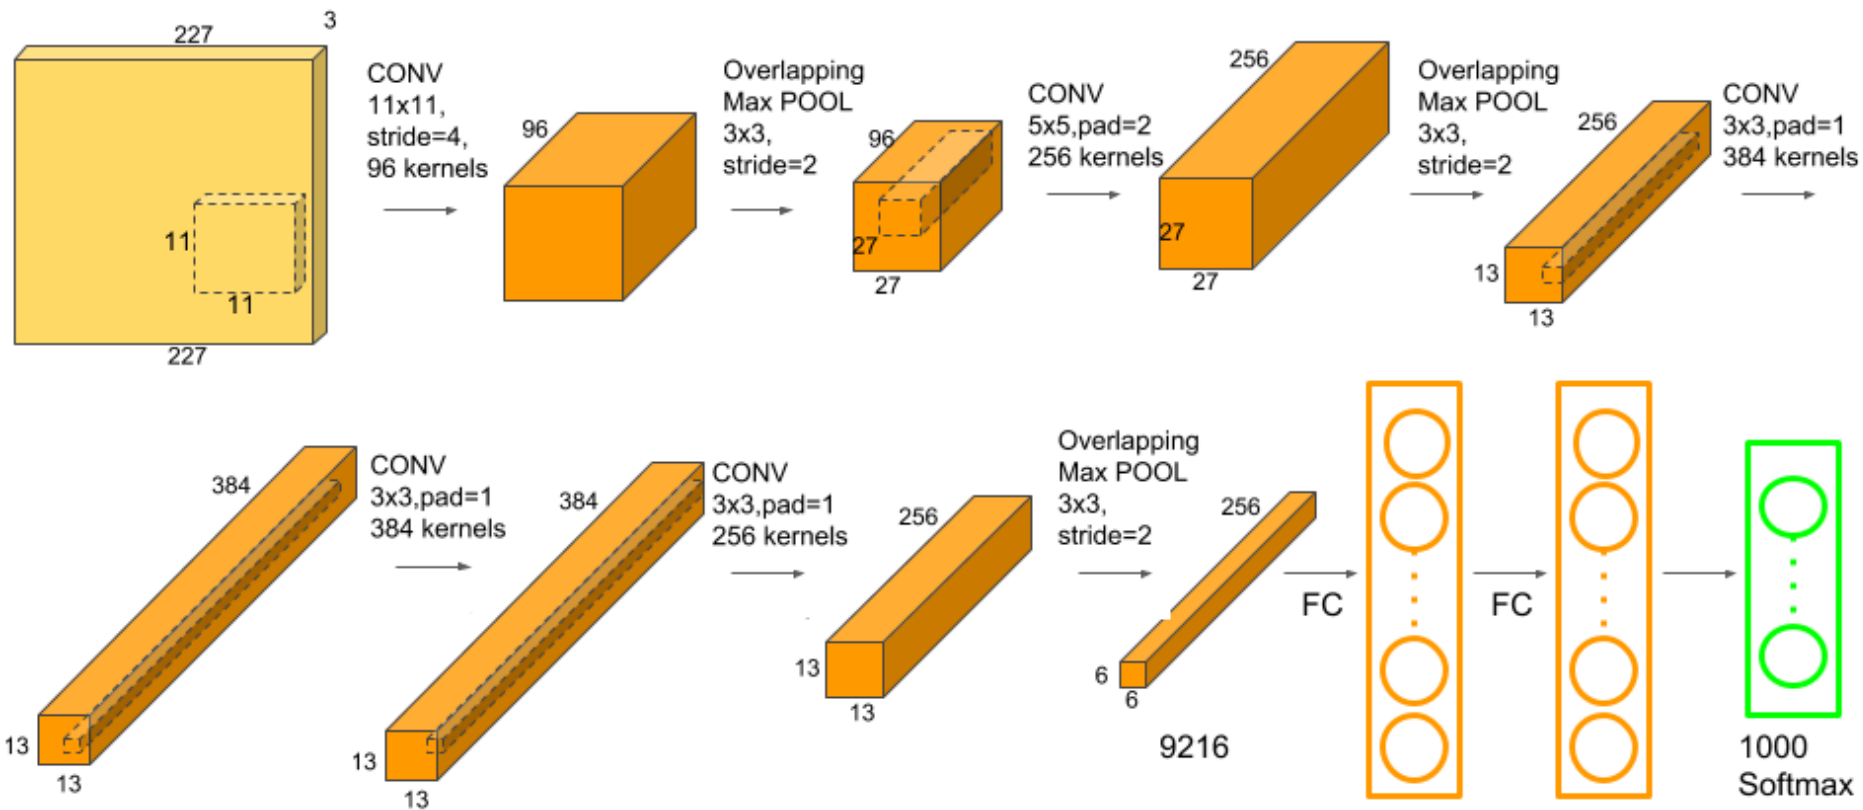 227
3
11
11
227
CONV
11x11,
stride=4,
96 kernels
96
Overlapping
Max POOL
3x3,
stride=2
96
27
27
CONV
5x5,pad=2
256 kernels
256
27
27
Overlapping
Max POOL
3x3,
stride=2
256
13
13
CONV
3x3,pad=1
384 kernels
384
13
13
CONV
3x3,pad=1
384 kernels
384
13
13
CONV
3x3,pad=1
256 kernels
256
13
13
Overlapping
Max POOL
3x3,
stride=2
256
6
6
9216
FC
FC
1000
Softmax